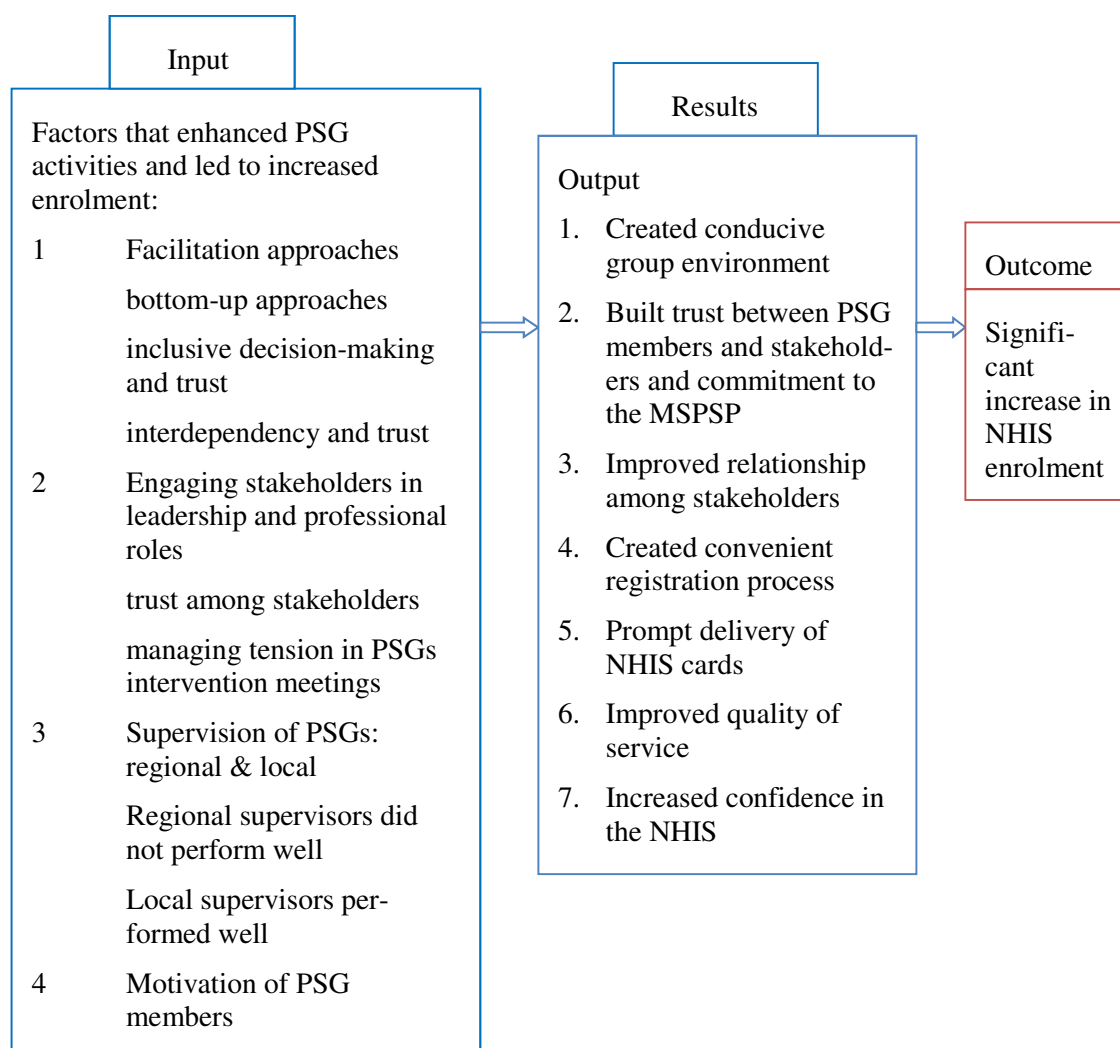 Input
Factors that enhanced PSG
activities and led to increased
enrolment:
1 Facilitation approaches
bottom-up approaches
inclusive decision-making
and trust
interdependency and trust
2 Engaging stakeholders in
leadership and professional
roles
trust among stakeholders
managing tension in PSGs
intervention meetings
3 Supervision of PSGs:
regional & local
Regional supervisors did
not perform well
Local supervisors per-
formed well
4 Motivation of PSG
members
Results
Output
1. Created conducive
group environment
2. Built trust between PSG
members and stakehold-
ers and commitment to
the MSPSP
3. Improved relationship
among stakeholders
4. Created convenient
registration process
5. Prompt delivery of
NHIS cards
6. Improved quality of
service
7. Increased confidence in
the NHIS
Outcome
Signifi-
cant
increase in
NHIS
enrolment